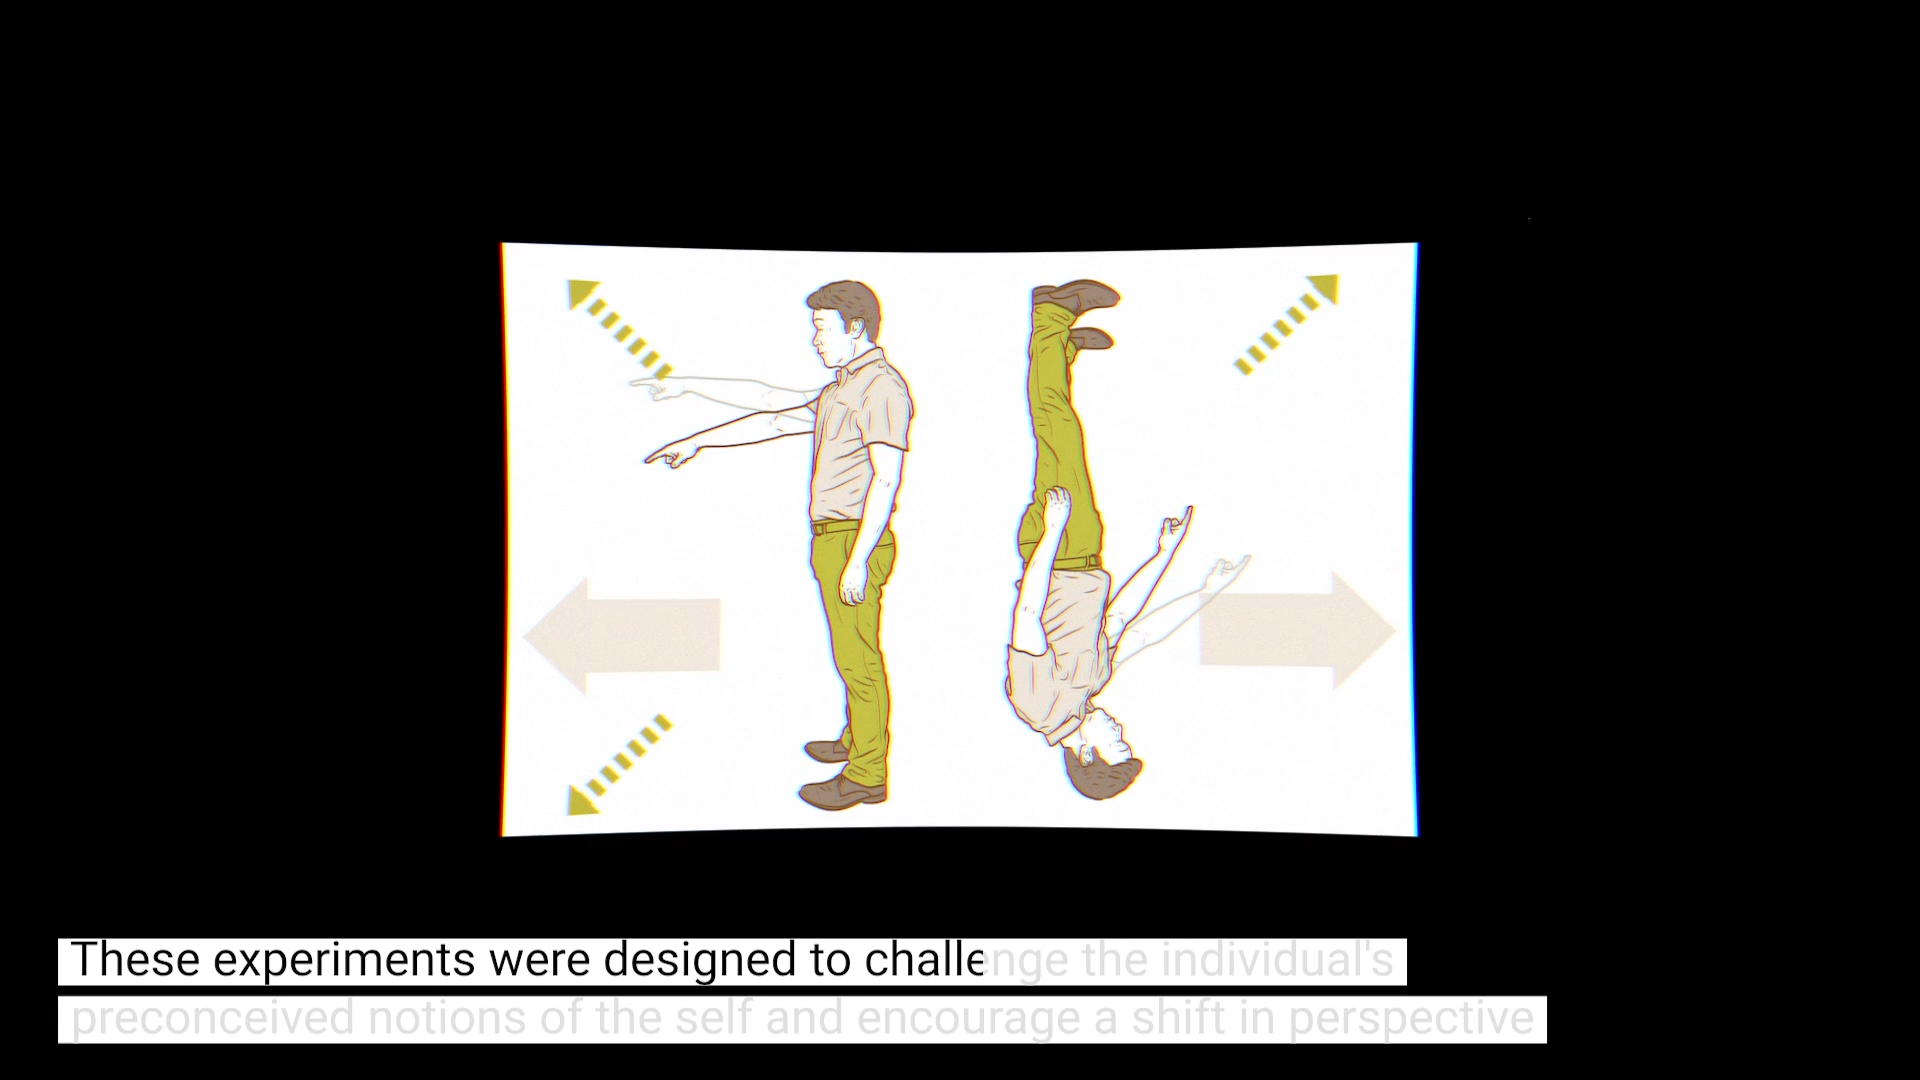 These experiments were designed to challenge the individual's
preconceived notions of the self and encourage a shift in perspective